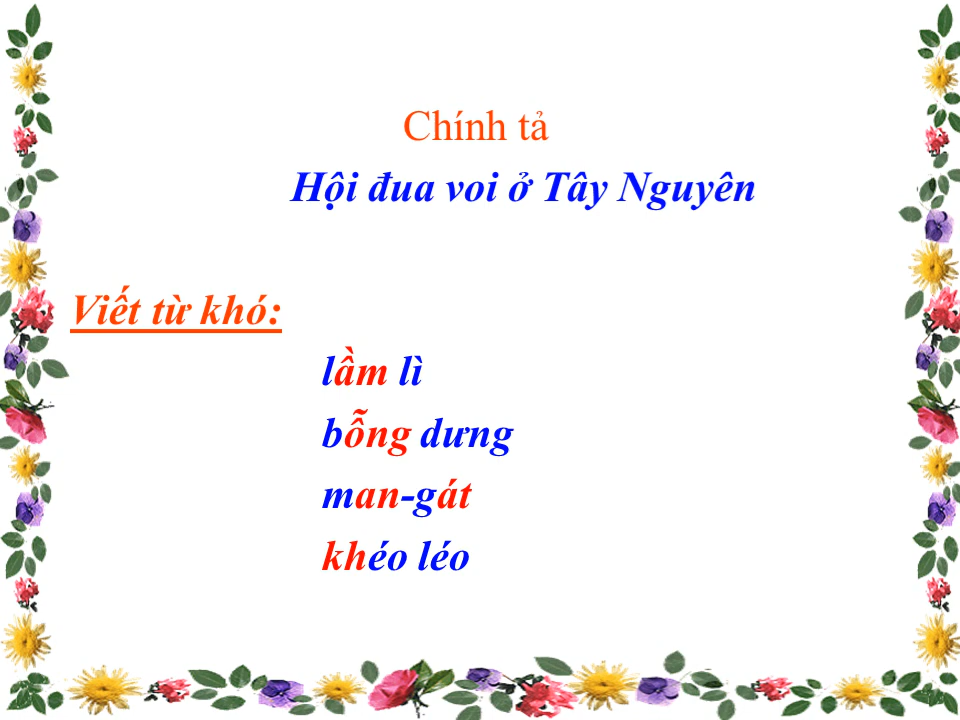 Chính tả
Hội đua voi ở Tây Nguyên
Viết từ khó:
lầm lì
bỗng dưng
man-gát
khéo léo